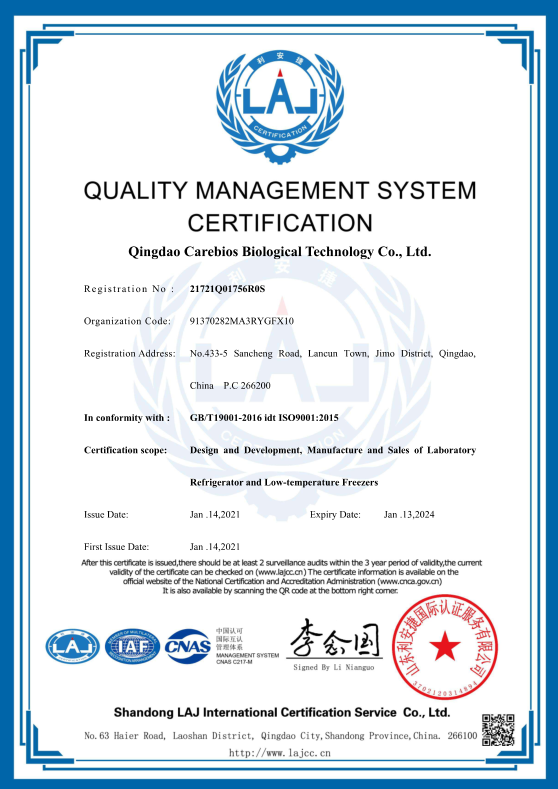 利安捷
LAJ
CERTIFICATION
QUALITY MANAGEMENT SYSTEM
CERTIFICATION
Qingdao Carebios Biological Technology Co., Ltd.
Registration No : 21721Q01756R0S
Organization Code: 91370282MA3RYGFX10
Registration Address: No.433-5 Sancheng Road, Lancun Town, Jimo District, Qingdao,
China P.C 266200
In conformity with : GB/T19001-2016 idt ISO9001:2015
Certification scope: Design and Development, Manufacture and Sales of Laboratory
Refrigerator and Low-temperature Freezers
Issue Date: Jan .14,2021 Expiry Date: Jan .13,2024
First Issue Date: Jan .14,2021
After this certificate is issued,there should be at least 2 surveillance audits within the 3 year period of validity,the current
validity of the certificate can be checked on (www.lajcc.cn) The certificate information is available on the
official website of the National Certification and Accreditation Administration (www.cnca.gov.cn)
It is also available by scanning the QR code at the bottom right corner.
LAJ
IAF
CNAS
中国认可
国际互认
管理体系
MANAGEMENT SYSTEM
CNAS C217-M
Signed By Li Nianguo
山东利安捷国际认证服务有限公司
3702120314894
Shandong LAJ International Certification Service Co., Ltd.
No. 63 Haier Road, Laoshan District, Qingdao City,Shandong Province,China. 266100
http://www.lajcc.cn